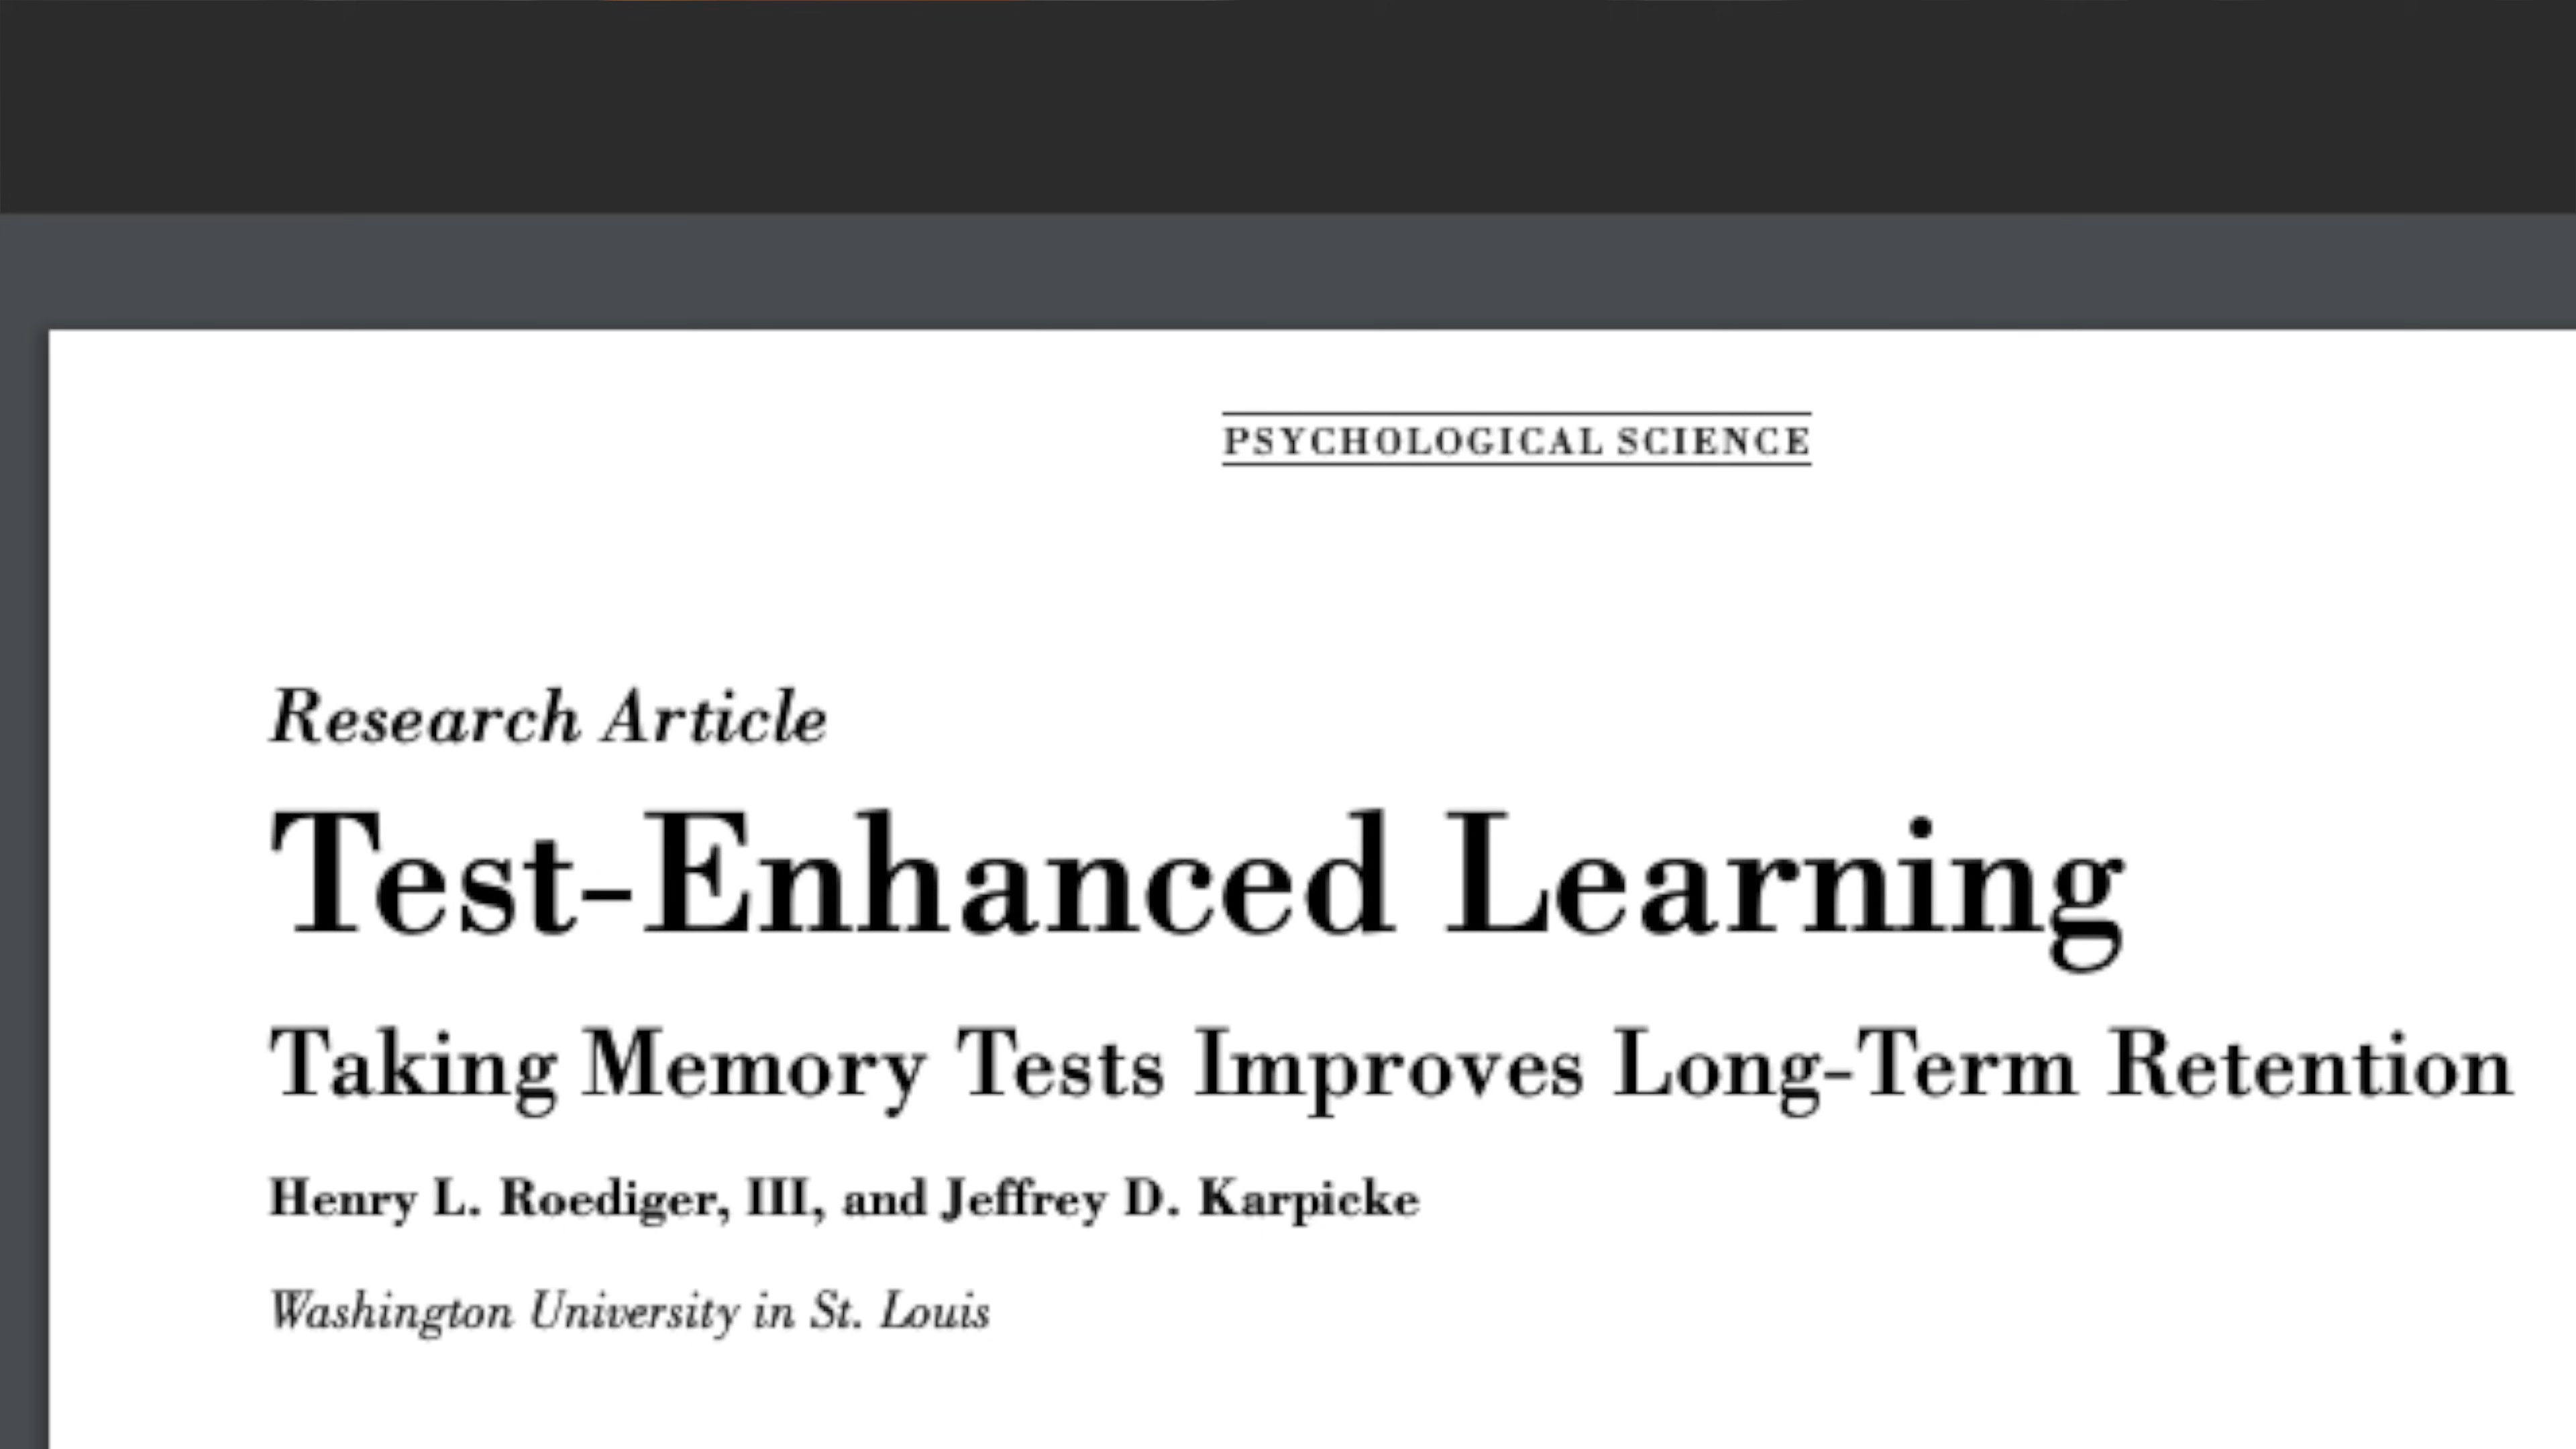 PSYCHOLOGICAL SCIENCE
Research Article
Test-Enhanced Learning
Taking Memory Tests Improves Long-Term Retention
Henry L. Roediger, III, and Jeffrey D. Karpicke
Washington University in St. Louis